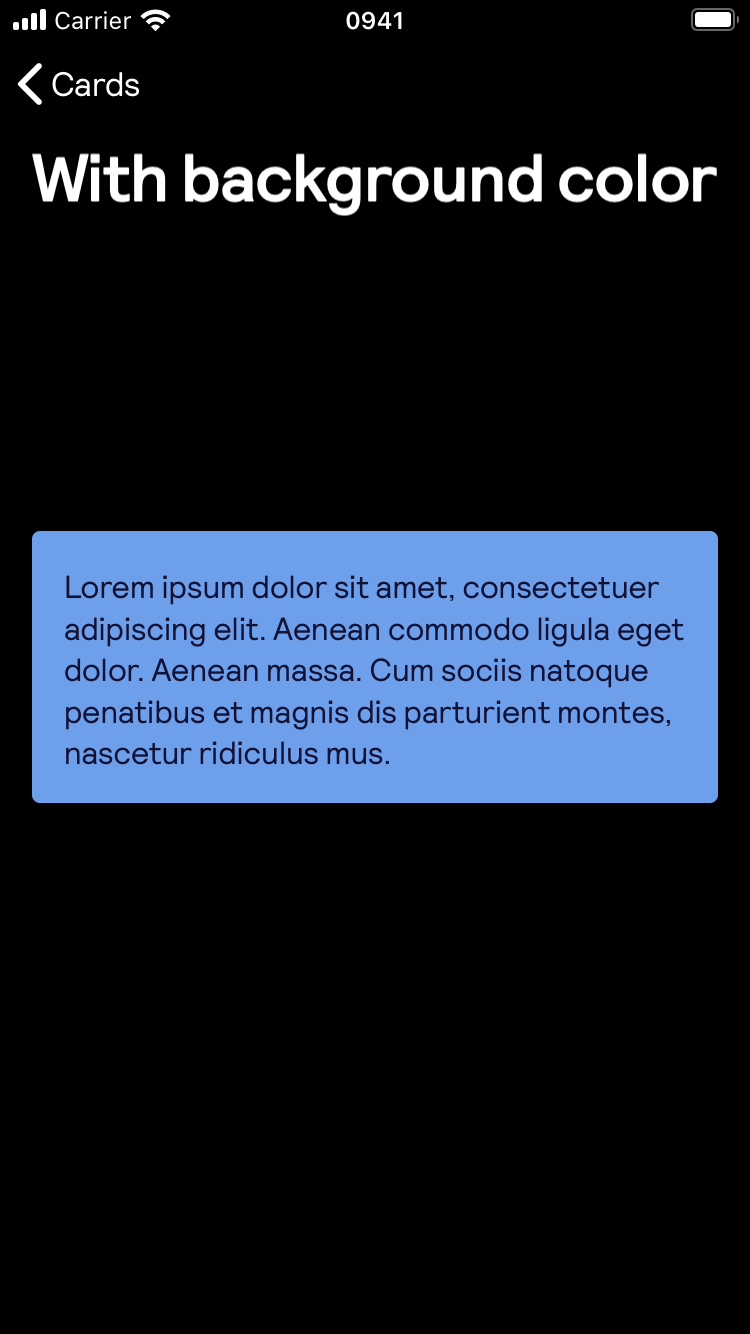 Carrier 0941
Cards
With background color
Lorem ipsum dolor sit amet, consectetuer
adipiscing elit. Aenean commodo ligula eget
dolor. Aenean massa. Cum sociis natoque
penatibus et magnis dis parturient montes,
nascetur ridiculus mus.